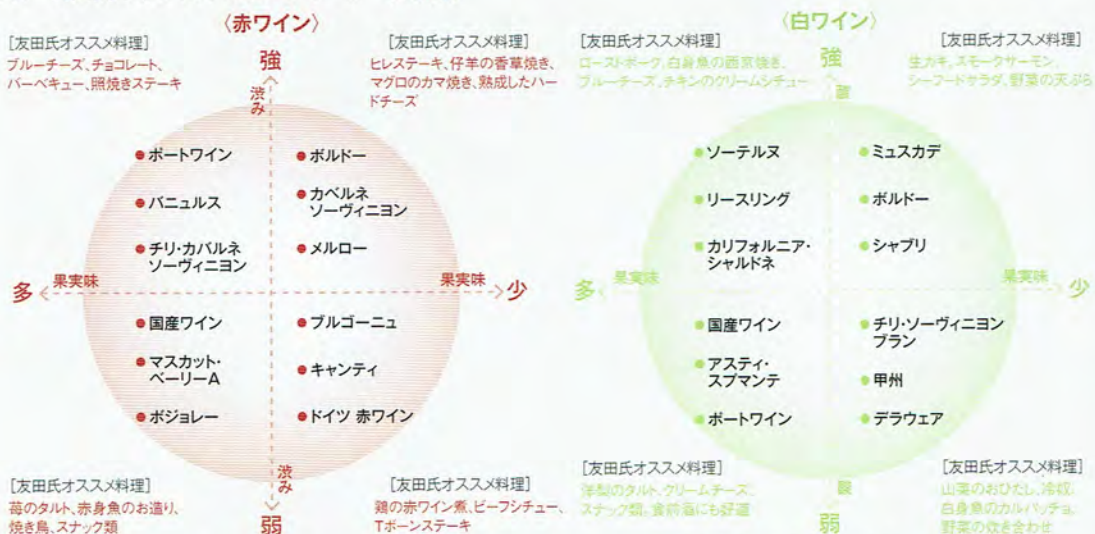 〈赤ワイン〉
[友田氏オススメ料理]
ブルーチーズ、チョコレート、
バーベキュー、照焼きステーキ
強
渋み
[友田氏オススメ料理]
ヒレステーキ、仔羊の香草焼き、
マグロのカマ焼き、熟成したハー
ドチーズ
ポートワイン
バニュルス
チリ・カバルネ
ソーヴィニヨン
ボルドー
カベルネ
ソーヴィニヨン
メルロー
多
果実味
果実味
少
国産ワイン
マスカット・
ベーリーA
ボジョレー
ブルゴーニュ
キャンティ
ドイツ 赤ワイン
[友田氏オススメ料理]
苺のタルト、赤身魚のお造り、
焼き鳥、スナック類
渋み
弱
[友田氏オススメ料理]
鶏の赤ワイン煮、ビーフシチュー、
Tボーンステーキ
〈白ワイン〉
[友田氏オススメ料理]
ローストポーク、白身魚の西京焼き、
ブルーチーズ、チキンのクリームシチュー
強
酸
[友田氏オススメ料理]
生カキ、スモークサーモン、
シーフードサラダ、野菜の天ぷら
ソーテルヌ
リースリング
カリフォルニア・
シャルドネ
ミュスカデ
ボルドー
シャブリ
多
果実味
果実味
少
国産ワイン
アスティ・
スプマンテ
ポートワイン
チリ・ソーヴィニヨン
ブラン
甲州
デラウェア
[友田氏オススメ料理]
洋梨のタルト、クリームチーズ、
スナック類、食前酒にも好適
酸
弱
[友田氏オススメ料理]
山菜のおひたし、冷奴、
白身魚のカルパッチョ、
野菜の炊き合わせ